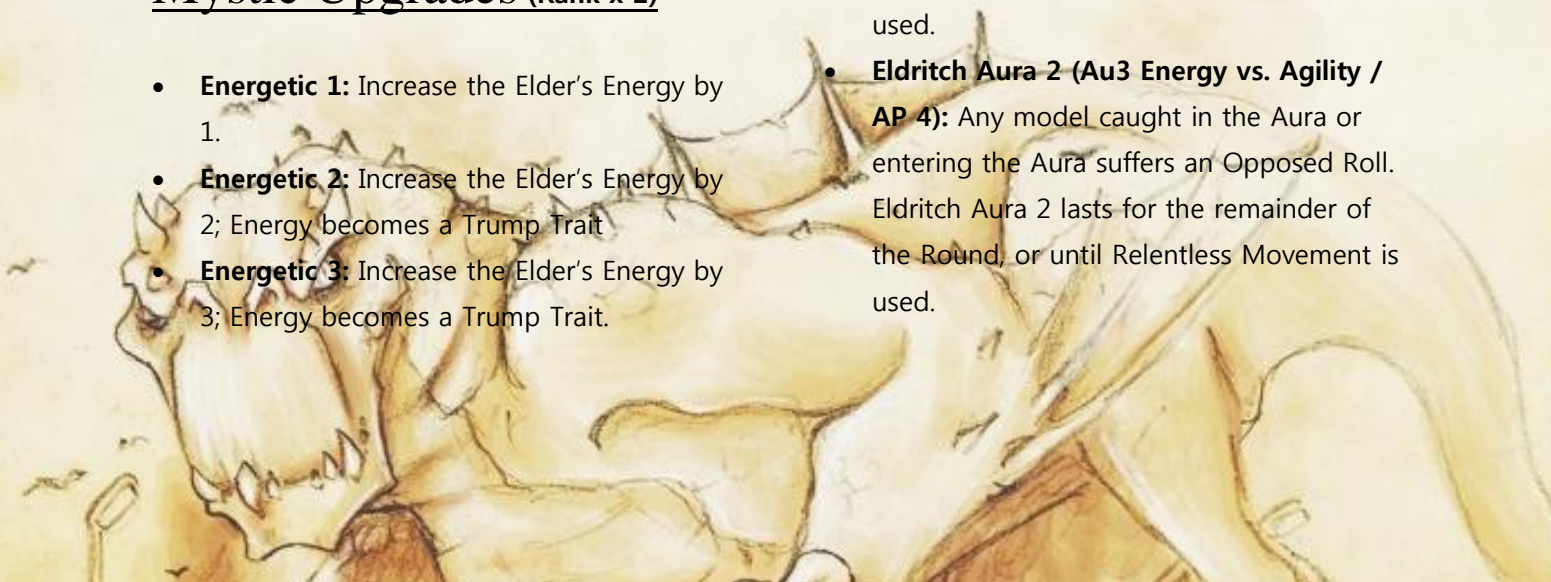 Mystic Upgrades (Rank x 2)
• Energetic 1: Increase the Elder’s Energy by
1.
• Energetic 2: Increase the Elder’s Energy by
2; Energy becomes a Trump Trait
• Energetic 3: Increase the Elder’s Energy by
3; Energy becomes a Trump Trait.
used.
• Eldritch Aura 2 (Au3 Energy vs. Agility /
AP 4): Any model caught in the Aura or
entering the Aura suffers an Opposed Roll.
Eldritch Aura 2 lasts for the remainder of
the Round, or until Relentless Movement is
used.